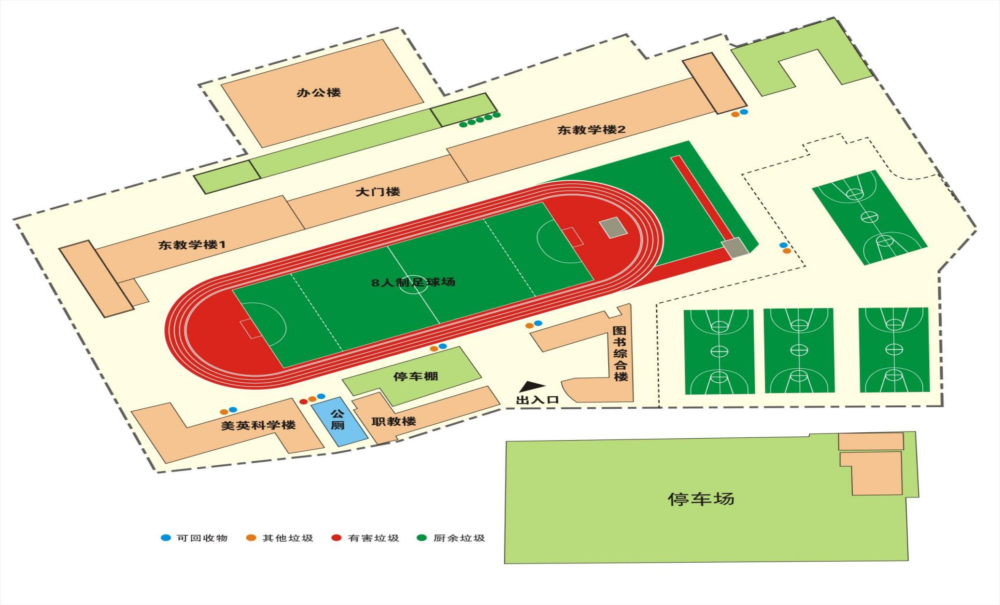 办公楼
东教学楼2
大门楼
东教学楼1
8人制足球场
图书综合楼
停车棚
出入口
公厕
职教楼
美英科学楼
停车场
可回收物
其他垃圾
有害垃圾
厨余垃圾